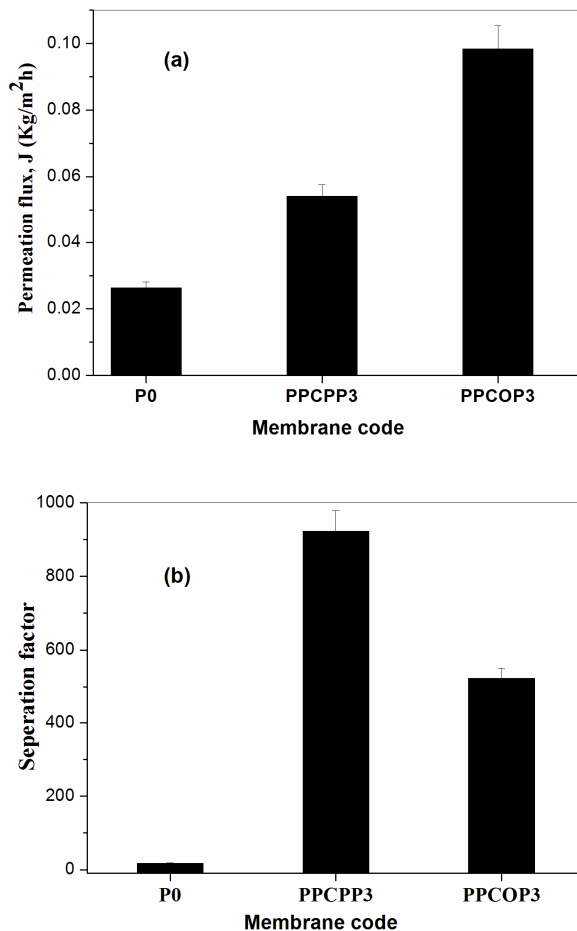 (a)
Permeation flux, J (Kg/m²h)
0.10
0.08
0.06
0.04
0.02
0.00
P0 PPCPP3 PPCOP3
Membrane code
(b)
Seperation factor
1000
800
600
400
200
0
P0 PPCPP3 PPCOP3
Membrane code